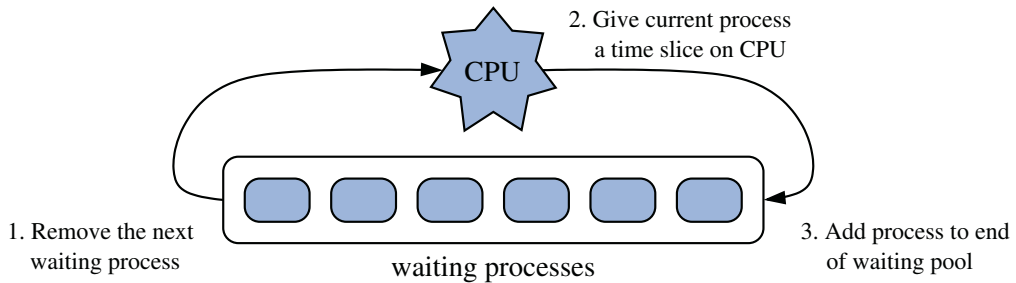 2. Give current process
a time slice on CPU
CPU
1. Remove the next
waiting process
3. Add process to end
of waiting pool
waiting processes